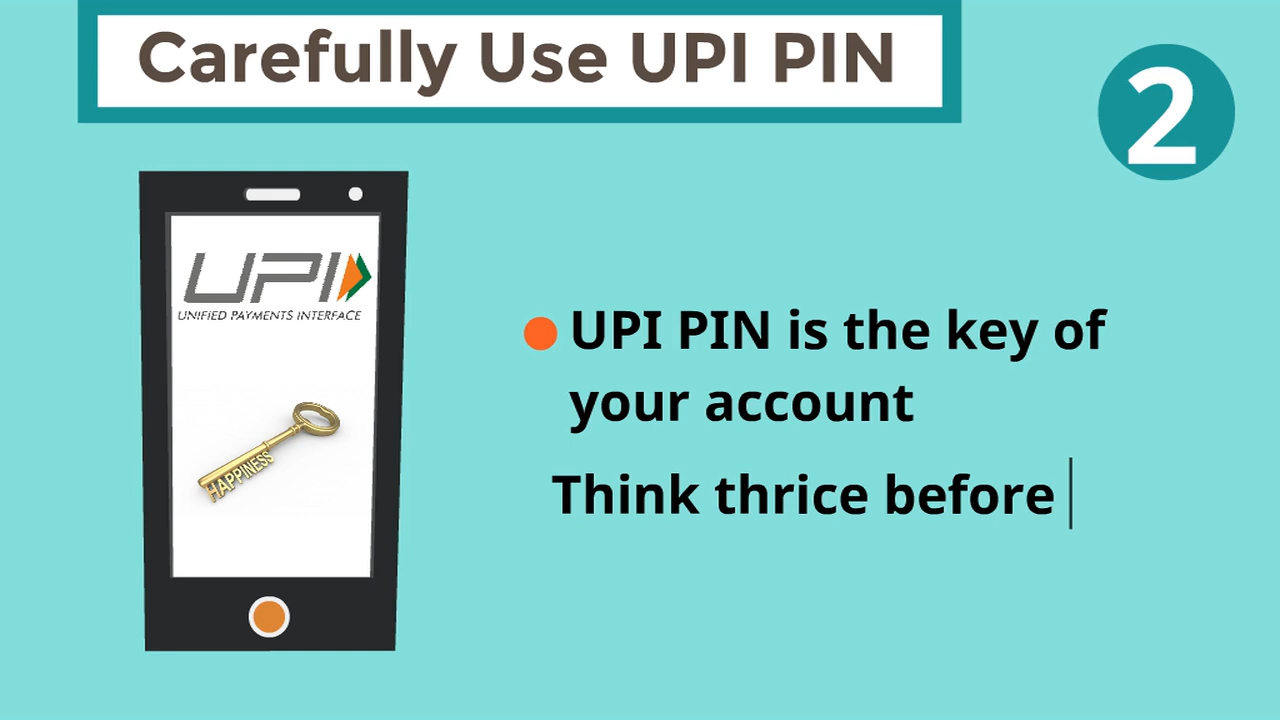 Carefully Use UPI PIN
2
UPI
UNIFIED PAYMENTS INTERFACE
HAPPINESS
UPI PIN is the key of
your account
Think thrice before